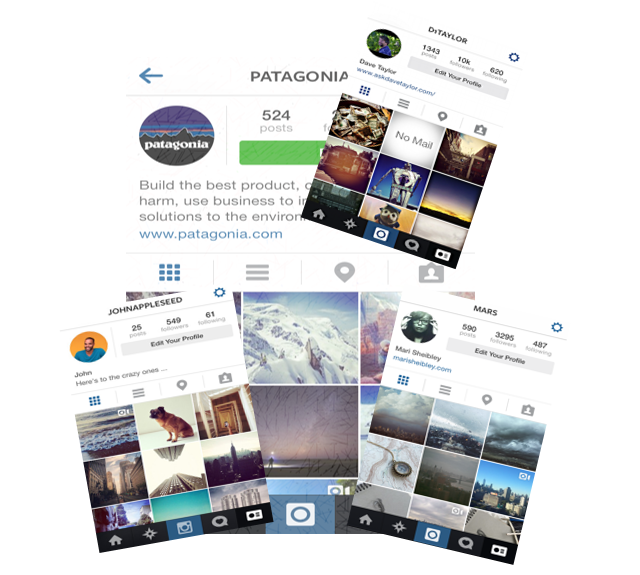 PATAGONIA
524
posts
patagonia
Build the best product,
harm, use business to
solutions to the
www.patagonia.com
D1TAYLOR
1343 10k 620
posts followers following
Edit Your Profile
Dave Taylor
www.askdavetaylor.com/
No Mail
JOHNAPPLESEED
25 549 61
posts followers following
Edit Your Profile
John
Here's to the crazy ones ...
MARS
590 3295 487
posts followers following
Edit Your Profile
Mari Sheibley
marisheibley.com